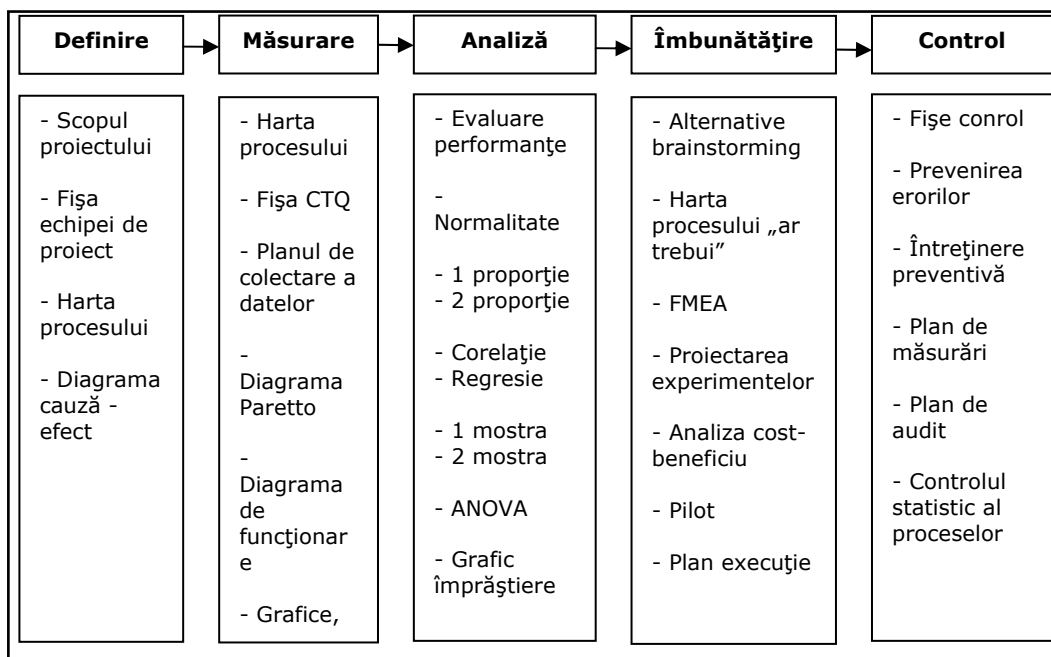 Definire
Măsurare
Analiză
Îmbunătăţire
Control
- Scopul
proiectului
- Fişa
echipei de
proiect
- Harta
procesului
- Diagrama
cauză -
efect
- Harta
procesului
- Fişa CTQ
- Planul de
colectare a
datelor
-
Diagrama
Paretto
-
Diagrama
de
funcţionar
e
- Grafice,
- Evaluare
performanţe
-
Normalitate
- 1 proporţie
- 2 proporţie
- Corelaţie
- Regresie
- 1 mostra
- 2 mostra
- ANOVA
- Grafic
împrăştiere
- Alternative
brainstorming
- Harta
procesului „ar
trebui”
- FMEA
- Proiectarea
experimentelor
- Analiza cost-
beneficiu
- Pilot
- Plan execuţie
- Fişe conrol
- Prevenirea
erorilor
- Întreţinere
preventivă
- Plan de
măsurări
- Plan de
audit
- Controlul
statistic al
proceselor